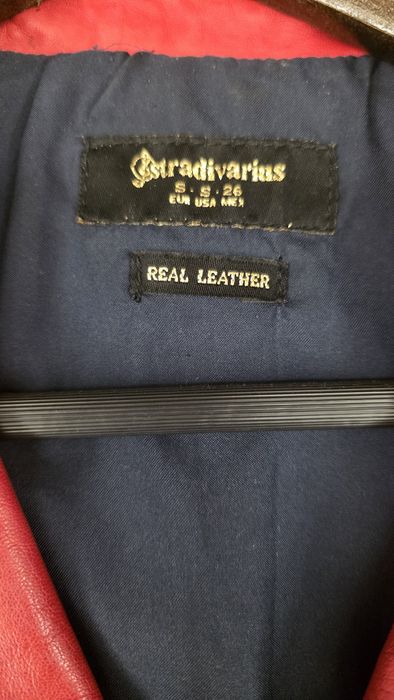 Stradivarius
S · S · 26
EUR USA MEX
REAL LEATHER